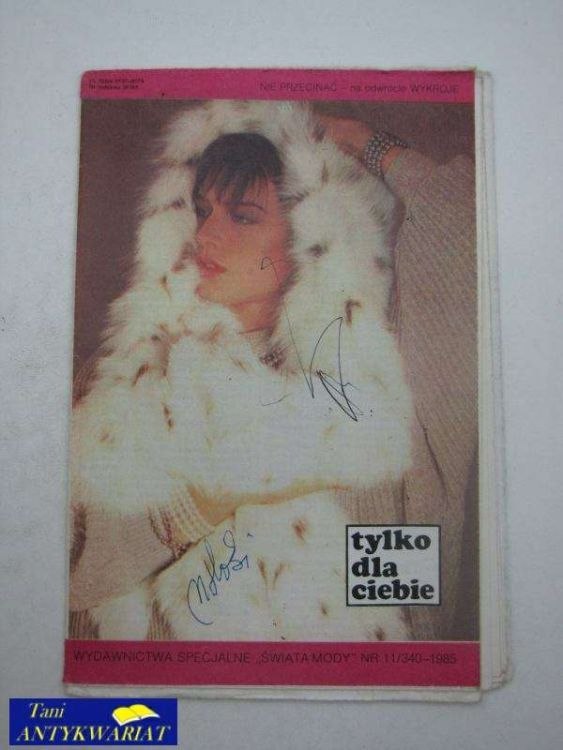 NIE PRZECINAĆ – na odwrocie WYKROJE
tylko
dla
ciebie
WYDAWNICTWA SPECJALNE „ŚWIATA MODY” NR 11/340–1985
Tani
ANTYKWARIAT